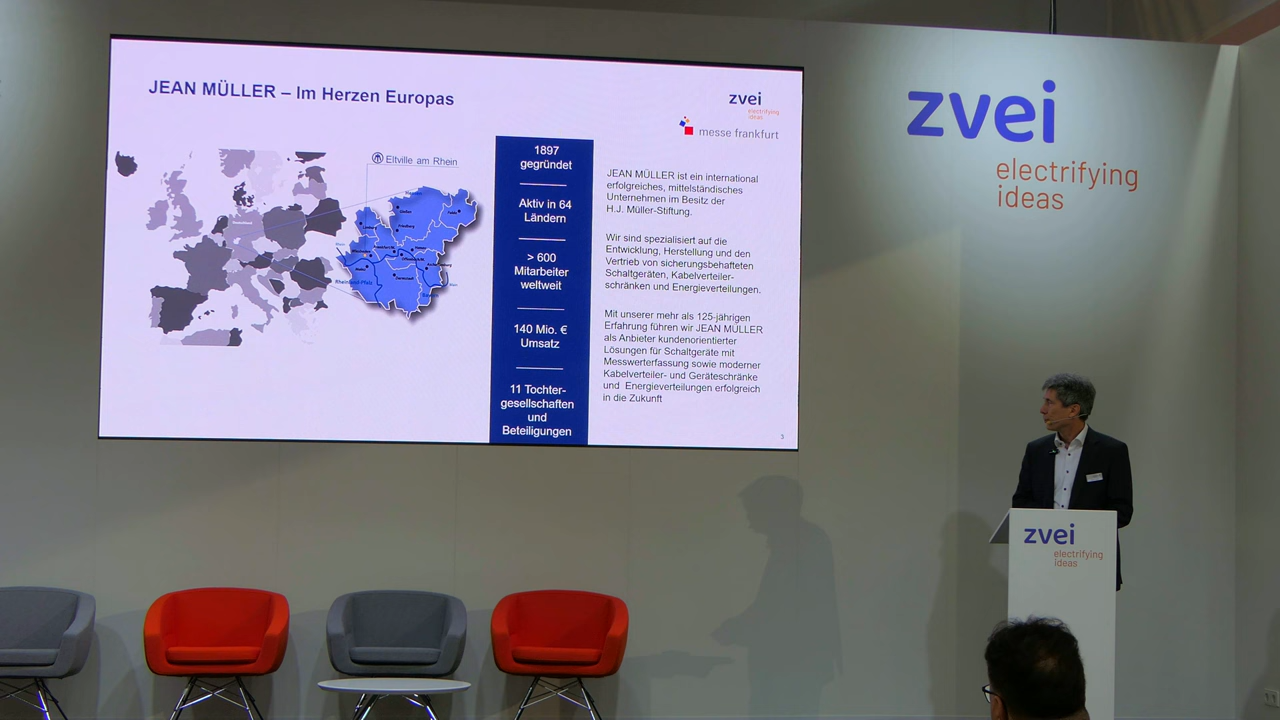 JEAN MÜLLER – Im Herzen Europas
zvei
electrifying
ideas
messe frankfurt
Eltville am Rhein
Rheinland-Pfalz
1897
gegründet
Aktiv in 64
Ländern
> 600
Mitarbeiter
weltweit
140 Mio. €
Umsatz
11 Tochter-
gesellschaften
und
Beteiligungen
JEAN MÜLLER ist ein international
erfolgreiches, mittelständisches
Unternehmen im Besitz der
H.J. Müller-Stiftung.
Wir sind spezialisiert auf die
Entwicklung, Herstellung und den
Vertrieb von sicherungsbehafteten
Schaltgeräten, Kabelverteiler-
schränken und Energieverteilungen.
Mit unserer mehr als 125-jährigen
Erfahrung führen wir JEAN MÜLLER
als Anbieter kundenorientierter
Lösungen für Schaltgeräte mit
Messwerterfassung sowie moderner
Kabelverteiler- und Geräteschränke
und Energieverteilungen erfolgreich
in die Zukunft
3
zvei
electrifying
ideas
zvei
electrifying
ideas